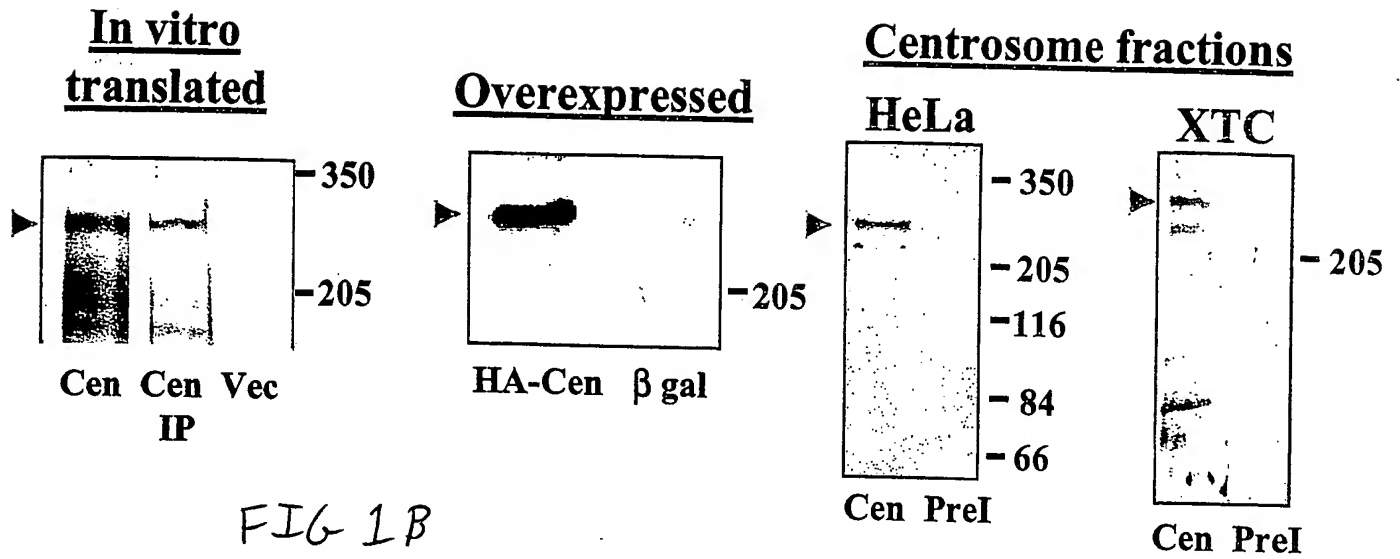 In vitro
translated
-350
-205
Cen Cen Vec
IP
Overexpressed
-205
HA-Cen β gal
Centrosome fractions
HeLa
- 350
- 205
-116
- 84
- 66
Cen PreI
XTC
- 205
Cen PreI
FIG 1B